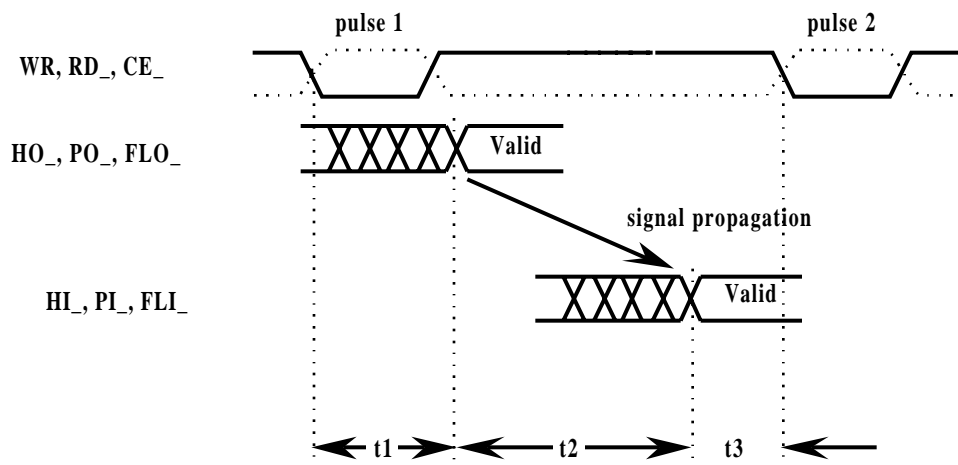 pulse 1
pulse 2
WR, RD_, CE_
HO_, PO_, FLO_
Valid
signal propagation
HI_, PI_, FLI_
Valid
t1
t2
t3